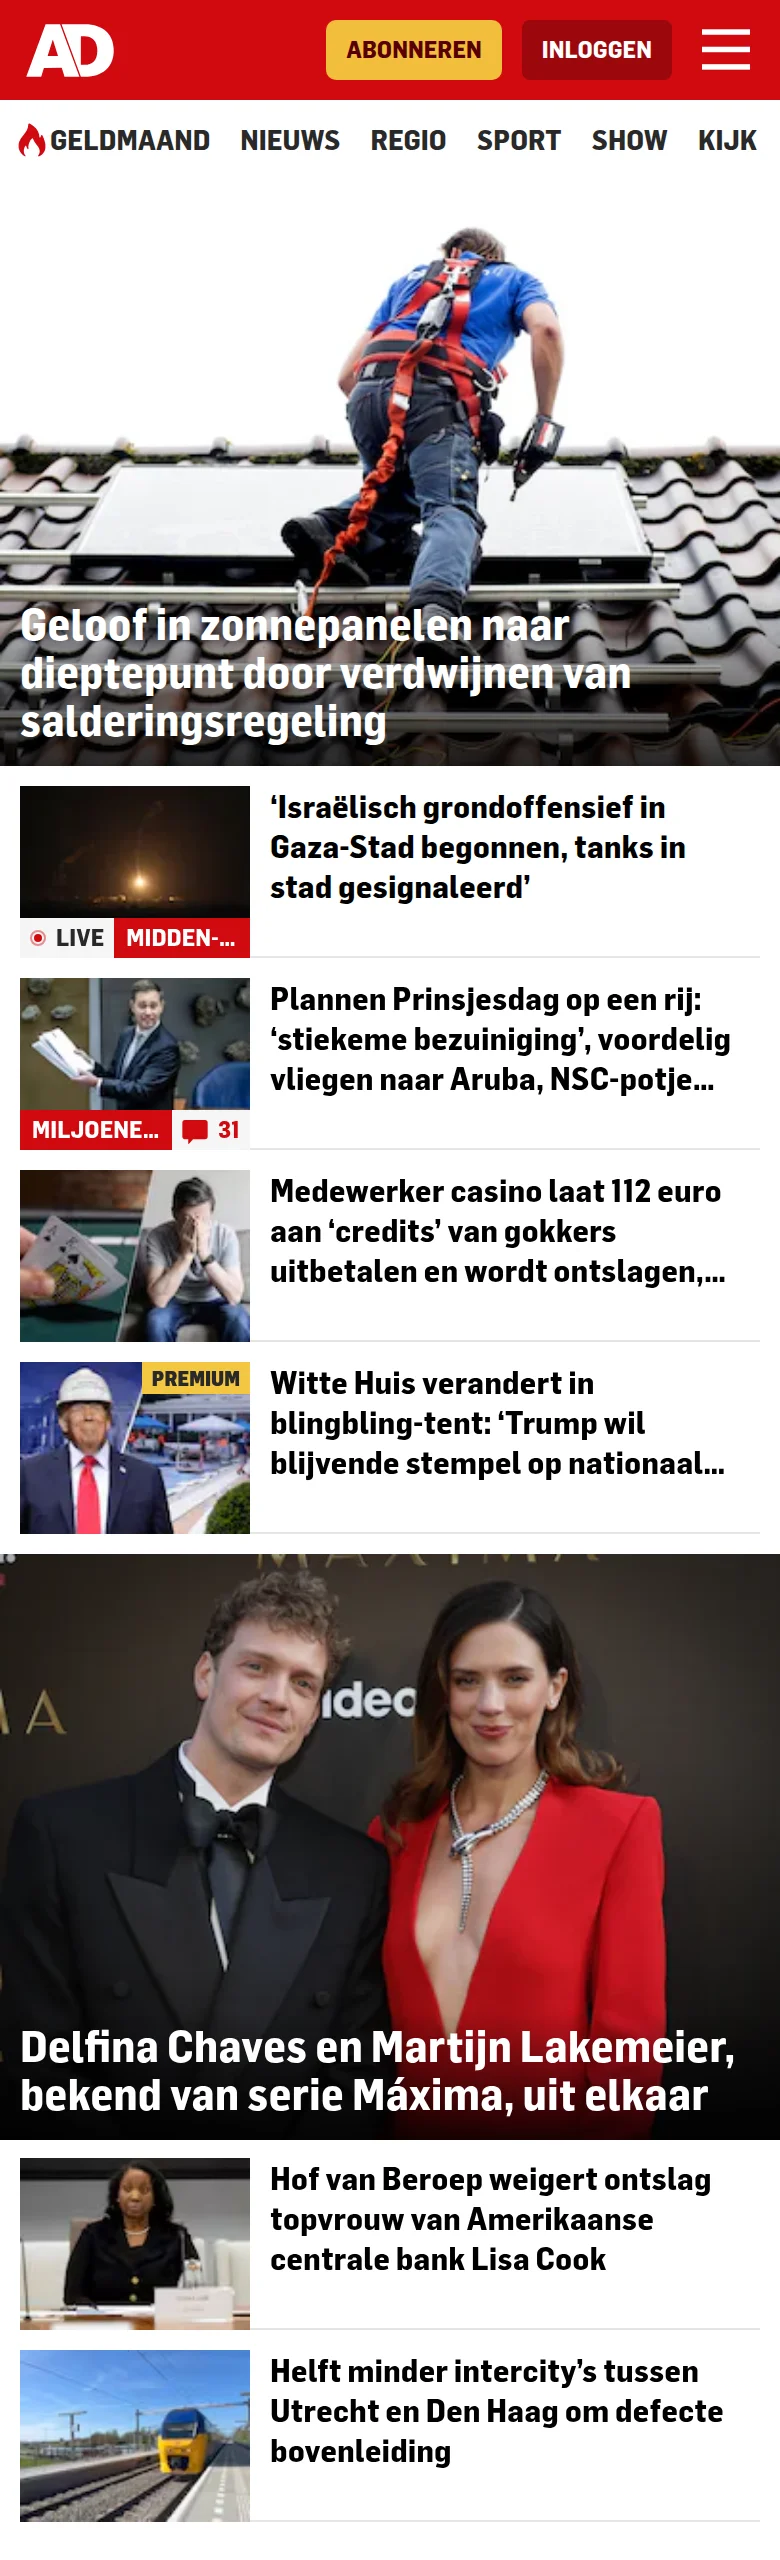 AD
ABONNEREN
INLOGGEN
GELDMAAND NIEUWS REGIO SPORT SHOW KIJK
Geloof in zonnepanelen naar
dieptepunt door verdwijnen van
salderingsregeling
‘Israëlisch grondoffensief in
Gaza-Stad begonnen, tanks in
stad gesignaleerd’
LIVE MIDDEN-...
Plannen Prinsjesdag op een rij:
‘stiekeme bezuiniging’, voordelig
vliegen naar Aruba, NSC-potje...
MILJOENE... 31
Medewerker casino laat 112 euro
aan ‘credits’ van gokkers
uitbetalen en wordt ontslagen,...
PREMIUM
Witte Huis verandert in
blingbling-tent: ‘Trump wil
blijvende stempel op nationaal...
MAXIMA
ideo
MA
Delfina Chaves en Martijn Lakemeier,
bekend van serie Máxima, uit elkaar
Hof van Beroep weigert ontslag
topvrouw van Amerikaanse
centrale bank Lisa Cook
Helft minder intercity’s tussen
Utrecht en Den Haag om defecte
bovenleiding